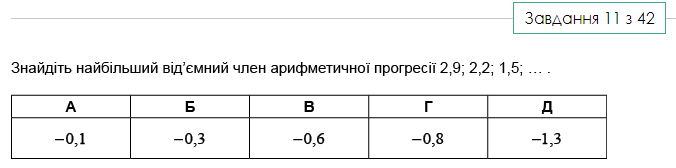 Завдання 11 з 42
Знайдіть найбільший від’ємний член арифметичної прогресії 2,9; 2,2; 1,5; … .
А Б В Г Д
−0,1 −0,3 −0,6 −0,8 −1,3